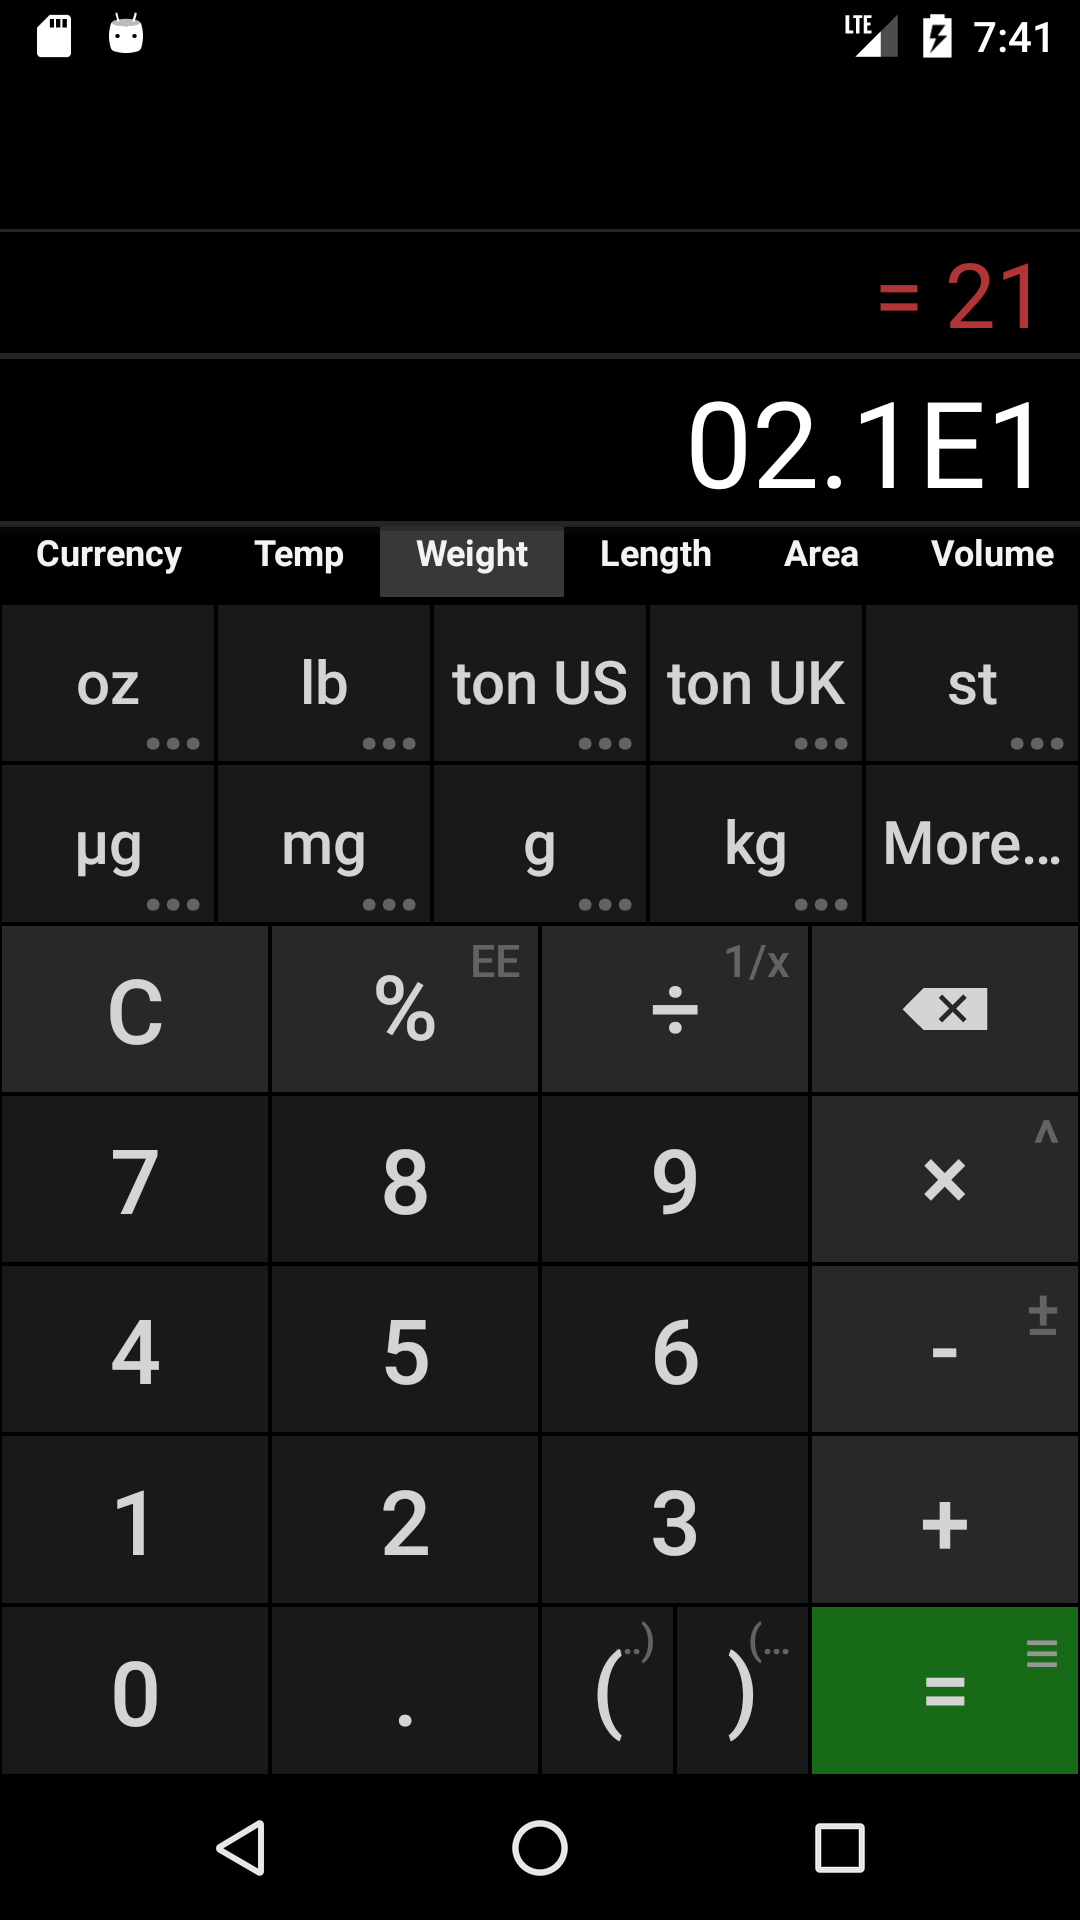 LTE 7:41
= 21
02.1E1
Currency Temp Weight Length Area Volume
oz lb ton US ton UK st
µg mg g kg More...
C % EE ÷ 1/x
7 8 9 × ^
4 5 6 - ±
1 2 3 +
0 . ( ..) ) (... =